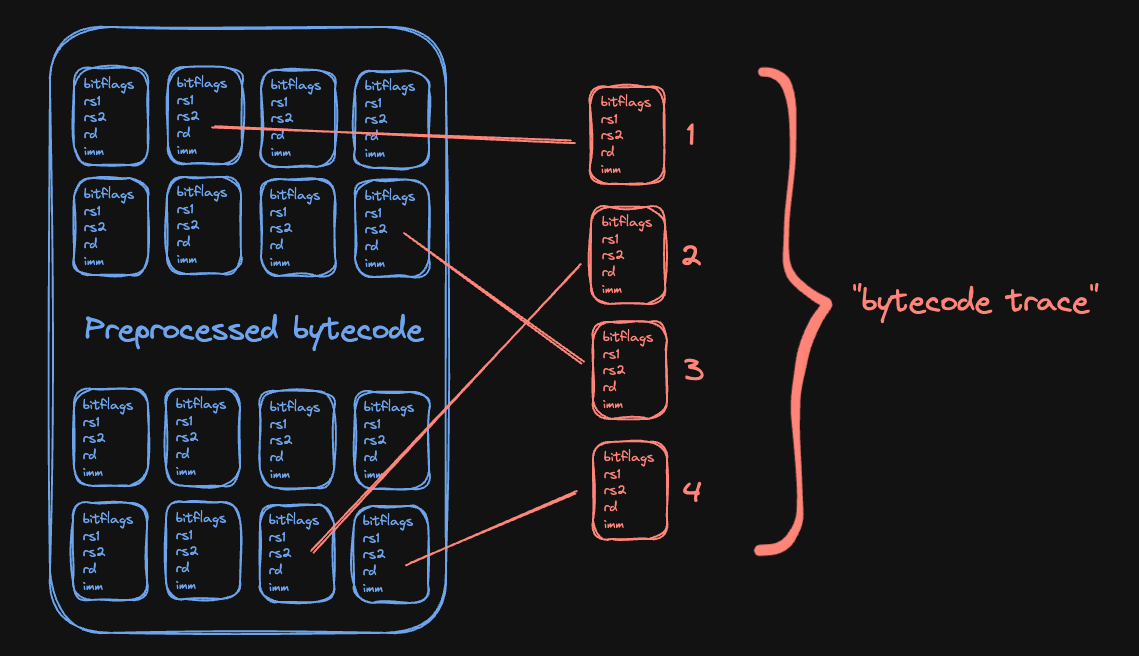 bitflags
rs1
rs2
rd
imm
bitflags
rs1
rs2
rd
imm
bitflags
rs1
rs2
rd
imm
bitflags
rs1
rs2
rd
imm
bitflags
rs1
rs2
rd
imm
bitflags
rs1
rs2
rd
imm
bitflags
rs1
rs2
rd
imm
bitflags
rs1
rs2
rd
imm
Preprocessed bytecode
bitflags
rs1
rs2
rd
imm
bitflags
rs1
rs2
rd
imm
bitflags
rs1
rs2
rd
imm
bitflags
rs1
rs2
rd
imm
bitflags
rs1
rs2
rd
imm
bitflags
rs1
rs2
rd
imm
bitflags
rs1
rs2
rd
imm
bitflags
rs1
rs2
rd
imm
bitflags
rs1
rs2
rd
imm
1
bitflags
rs1
rs2
rd
imm
2
bitflags
rs1
rs2
rd
imm
3
bitflags
rs1
rs2
rd
imm
4
"bytecode trace"